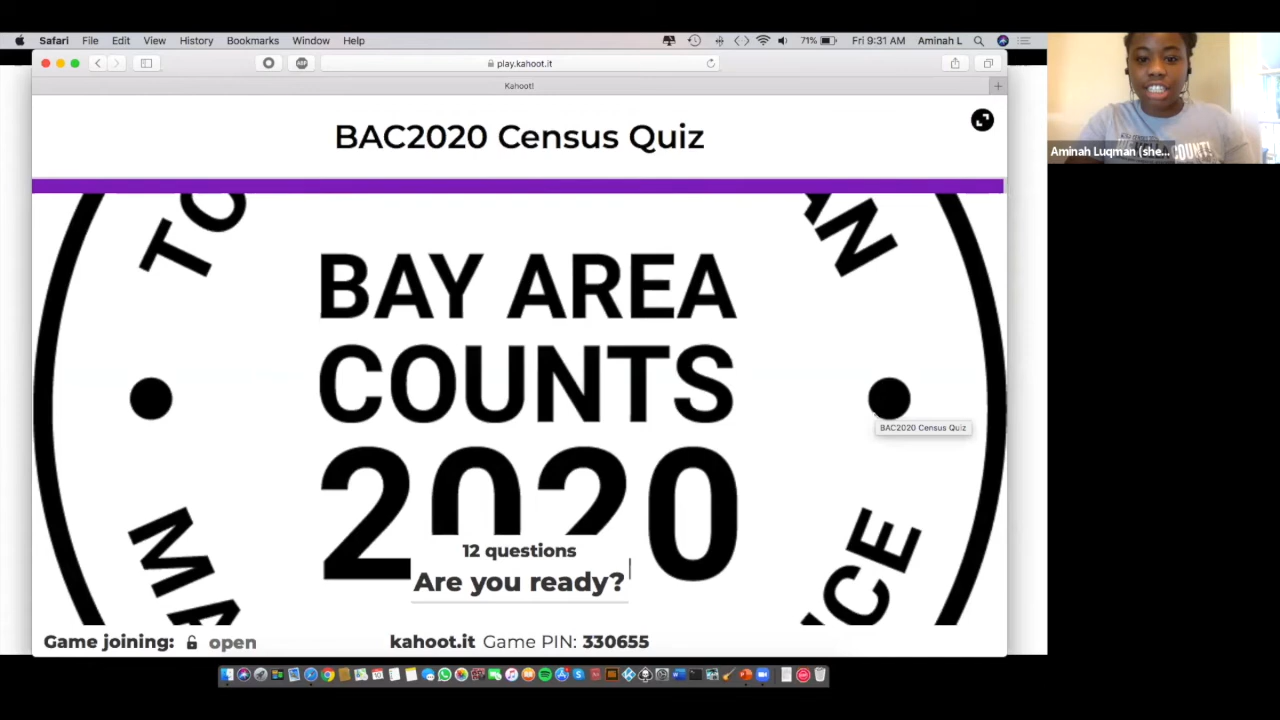 Safari File Edit View History Bookmarks Window Help
71% Fri 9:31 AM Aminah L
play.kahoot.it
Kahoot!
BAC2020 Census Quiz
BAY AREA
COUNTS
2020
BAC2020 Census Quiz
12 questions
Are you ready?
Game joining: open
kahoot.it Game PIN: 330655
Aminah Luqman (she...
COUNT!